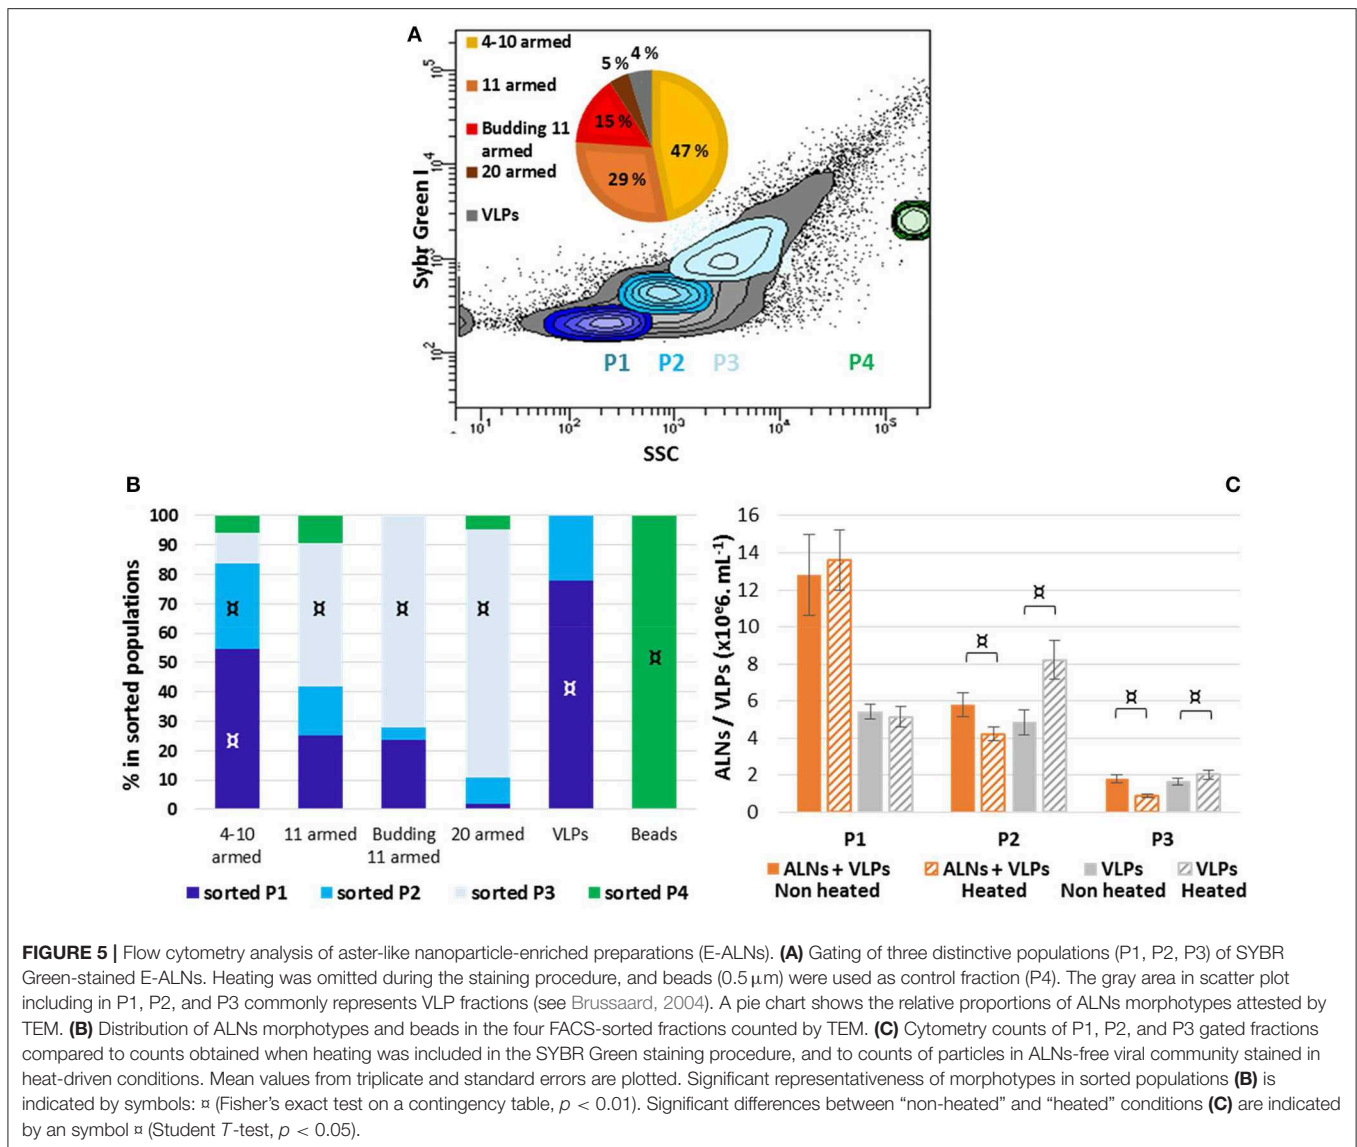 A
4-10 armed
11 armed
Budding 11
armed
20 armed
VLPs
5 %
4 %
15 %
47 %
29 %
Sybr Green I
10⁵
10⁴
10³
10²
P1
P2
P3
P4
10¹
10²
10³
10⁴
10⁵
SSC
B
% in sorted populations
100
90
80
70
60
50
40
30
20
10
0
¤
¤
¤
¤
¤
¤
¤
4-10
armed
11 armed
Budding
11 armed
20 armed
VLPs
Beads
sorted P1
sorted P2
sorted P3
sorted P4
C
ALNs / VLPs (x10ᵉ6. mL⁻¹)
16
14
12
10
8
6
4
2
0
¤
¤
¤
¤
P1
P2
P3
ALNs + VLPs
Non heated
ALNs + VLPs
Heated
VLPs
Non heated
VLPs
Heated
FIGURE 5 | Flow cytometry analysis of aster-like nanoparticle-enriched preparations (E-ALNs). (A) Gating of three distinctive populations (P1, P2, P3) of SYBR
Green-stained E-ALNs. Heating was omitted during the staining procedure, and beads (0.5 μm) were used as control fraction (P4). The gray area in scatter plot
including in P1, P2, and P3 commonly represents VLP fractions (see Brussaard, 2004). A pie chart shows the relative proportions of ALNs morphotypes attested by
TEM. (B) Distribution of ALNs morphotypes and beads in the four FACS-sorted fractions counted by TEM. (C) Cytometry counts of P1, P2, and P3 gated fractions
compared to counts obtained when heating was included in the SYBR Green staining procedure, and to counts of particles in ALNs-free viral community stained in
heat-driven conditions. Mean values from triplicate and standard errors are plotted. Significant representativeness of morphotypes in sorted populations (B) is
indicated by symbols: ¤ (Fisher's exact test on a contingency table, p < 0.01). Significant differences between "non-heated" and "heated" conditions (C) are indicated
by an symbol ¤ (Student T-test, p < 0.05).